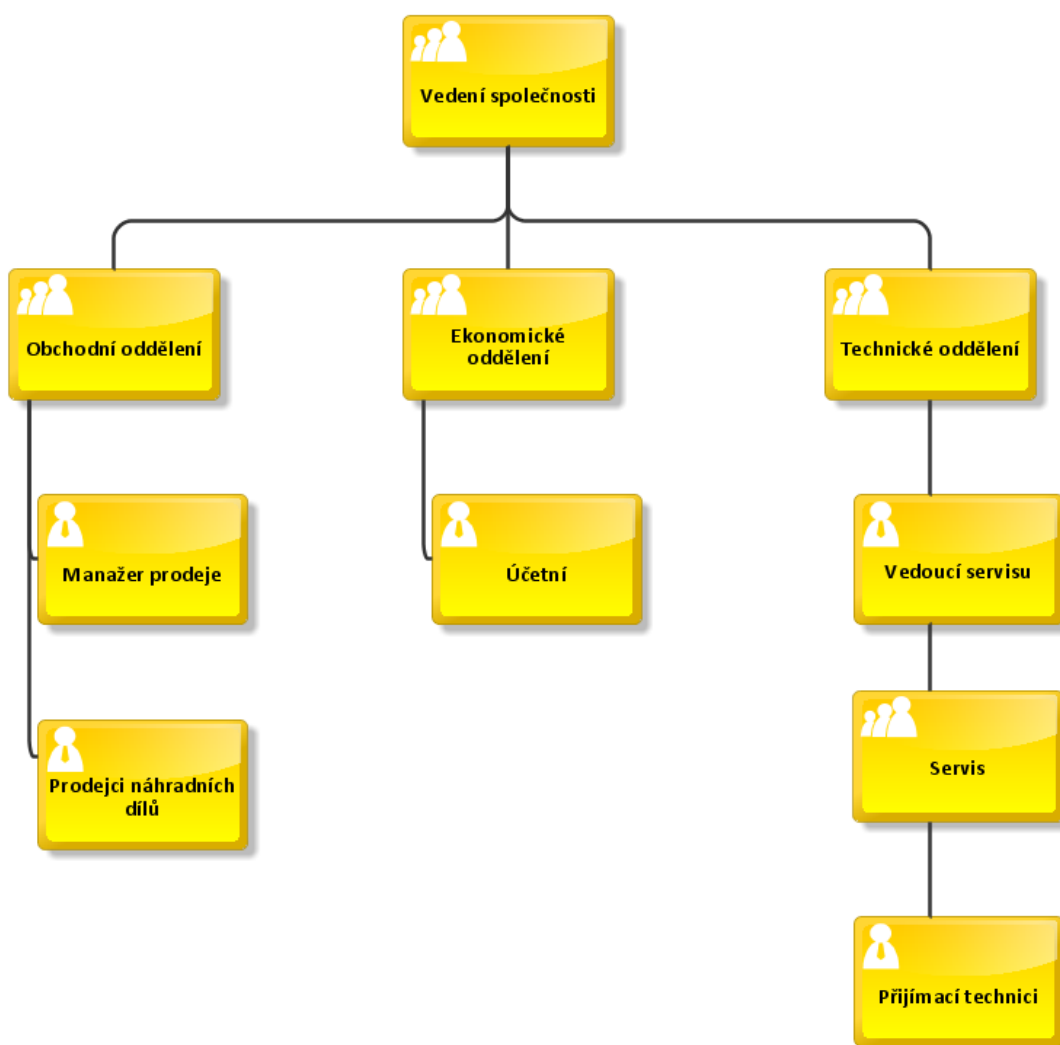 Vedení společnosti
Obchodní oddělení
Ekonomické
oddělení
Technické oddělení
Manažer prodeje
Účetní
Vedoucí servisu
Prodejci náhradních
dílů
Servis
Přijímací technici